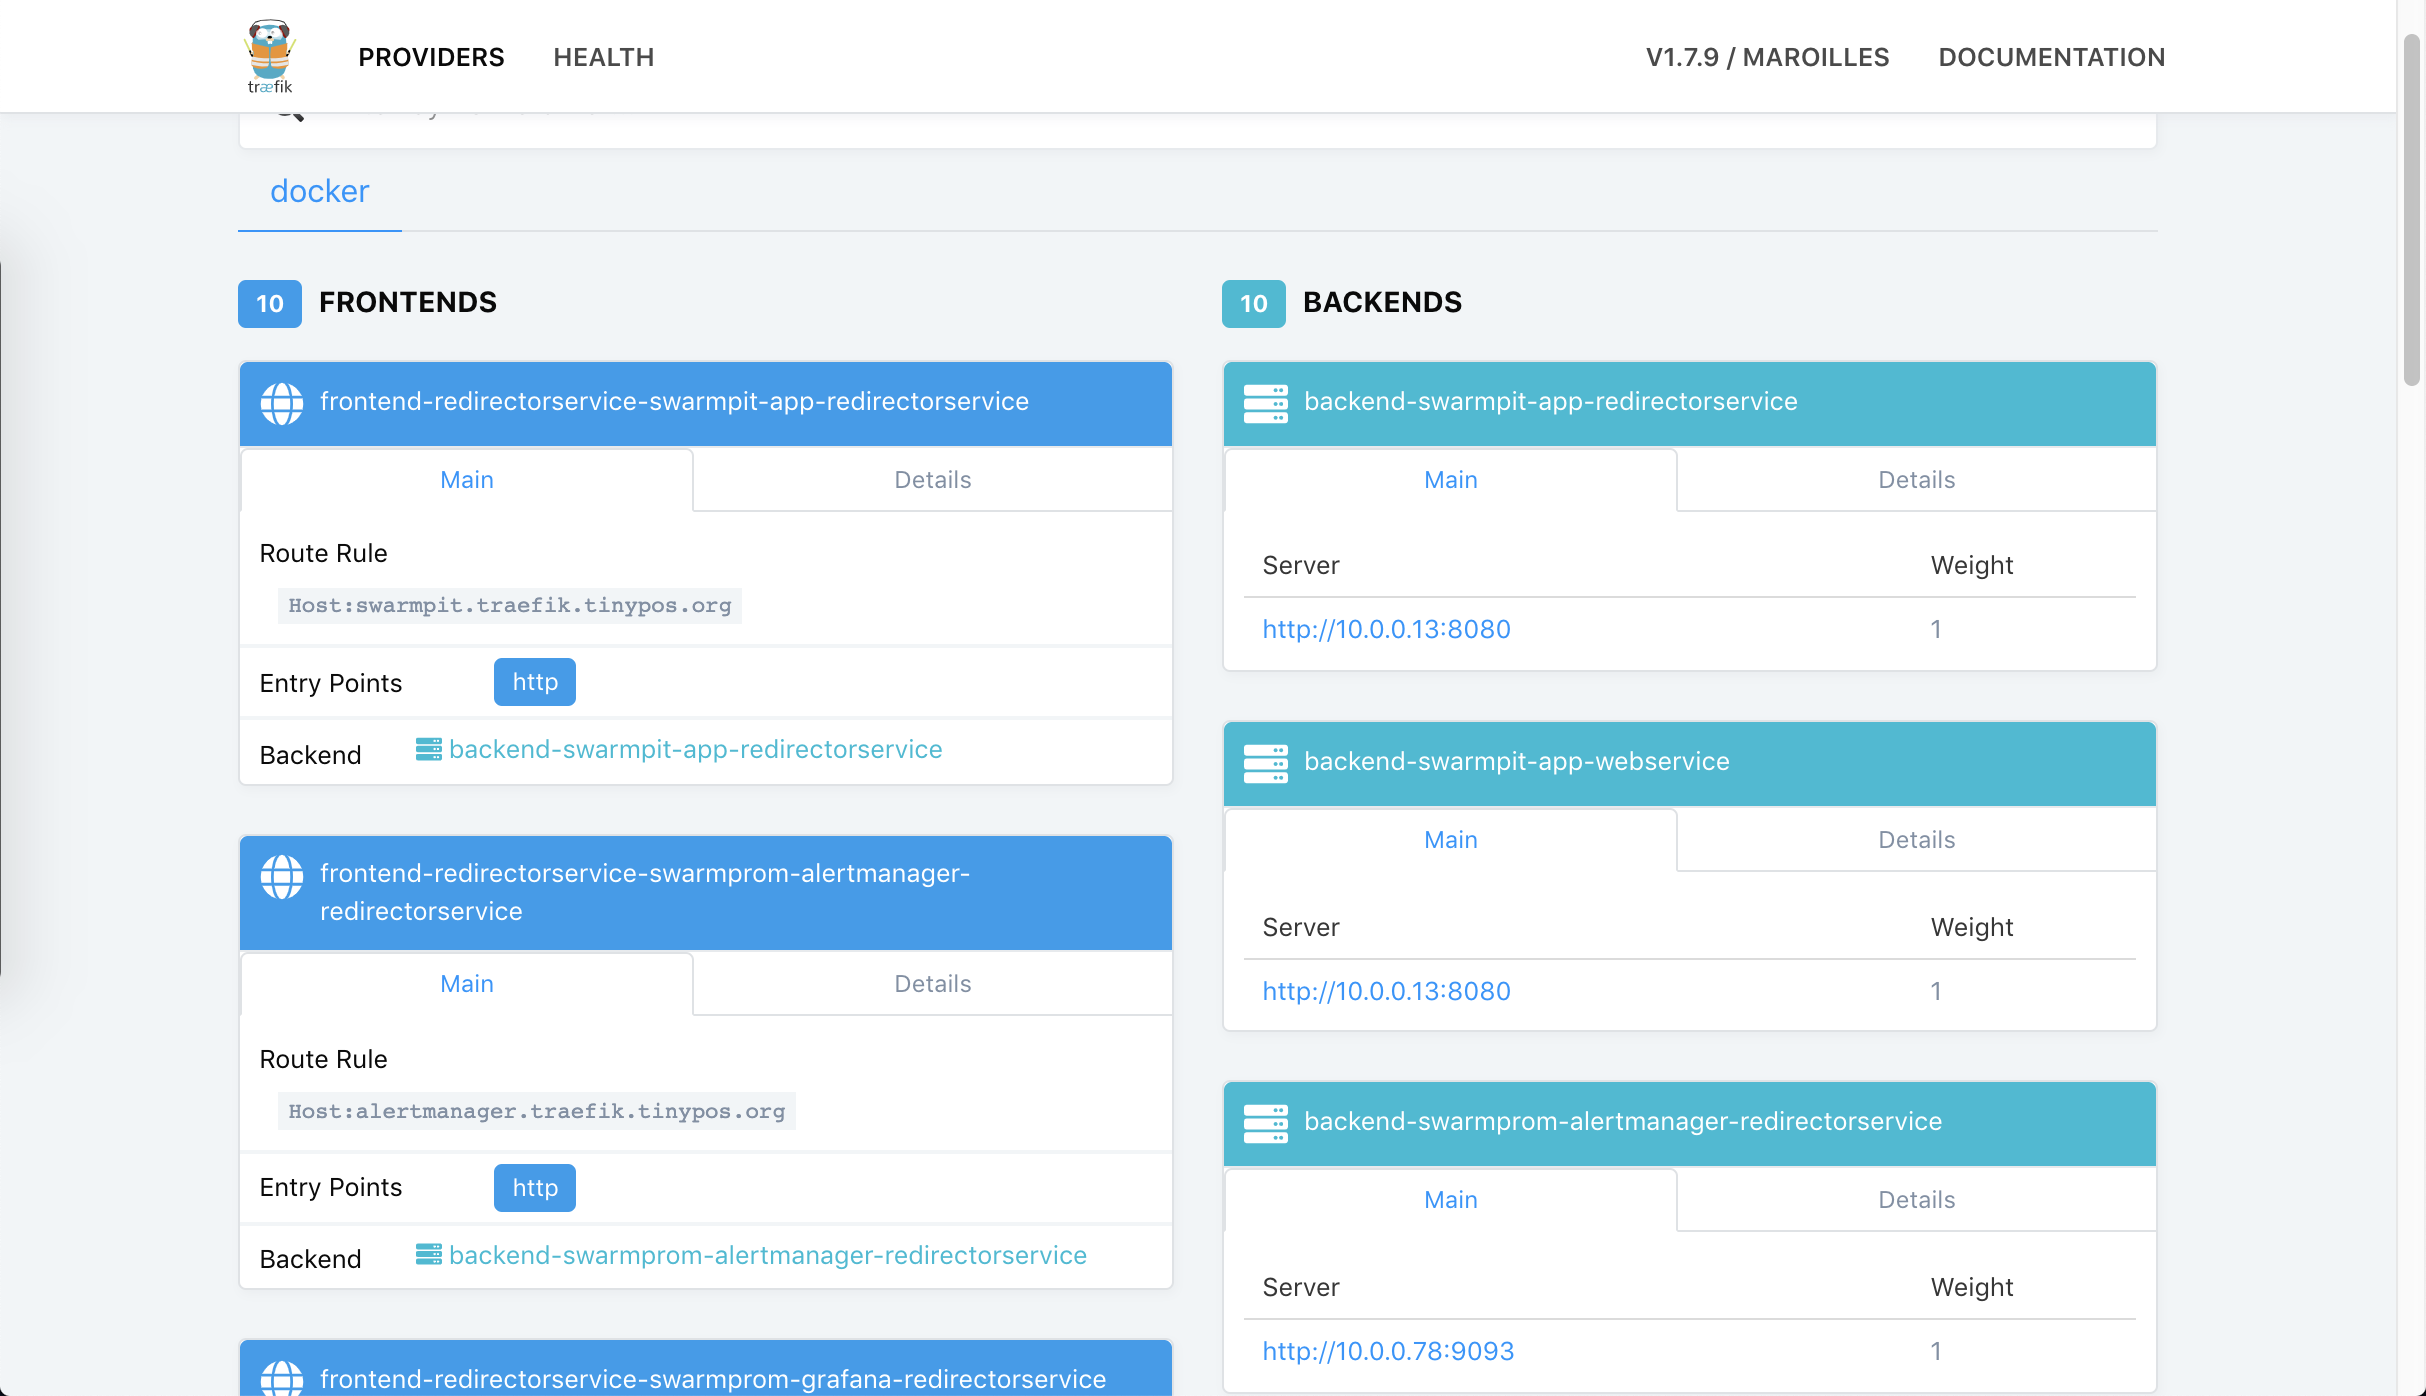 træfik
PROVIDERS
HEALTH
V1.7.9 / MAROILLES
DOCUMENTATION
docker
10 FRONTENDS
frontend-redirectorservice-swarmpit-app-redirectorservice
Main
Details
Route Rule
Host:swarmpit.traefik.tinypos.org
Entry Points
http
Backend
backend-swarmpit-app-redirectorservice
frontend-redirectorservice-swarmprom-alertmanager-
redirectorservice
Main
Details
Route Rule
Host:alertmanager.traefik.tinypos.org
Entry Points
http
Backend
backend-swarmprom-alertmanager-redirectorservice
frontend-redirectorservice-swarmprom-grafana-redirectorservice
10 BACKENDS
backend-swarmpit-app-redirectorservice
Main
Details
Server
Weight
http://10.0.0.13:8080
1
backend-swarmpit-app-webservice
Main
Details
Server
Weight
http://10.0.0.13:8080
1
backend-swarmprom-alertmanager-redirectorservice
Main
Details
Server
Weight
http://10.0.0.78:9093
1